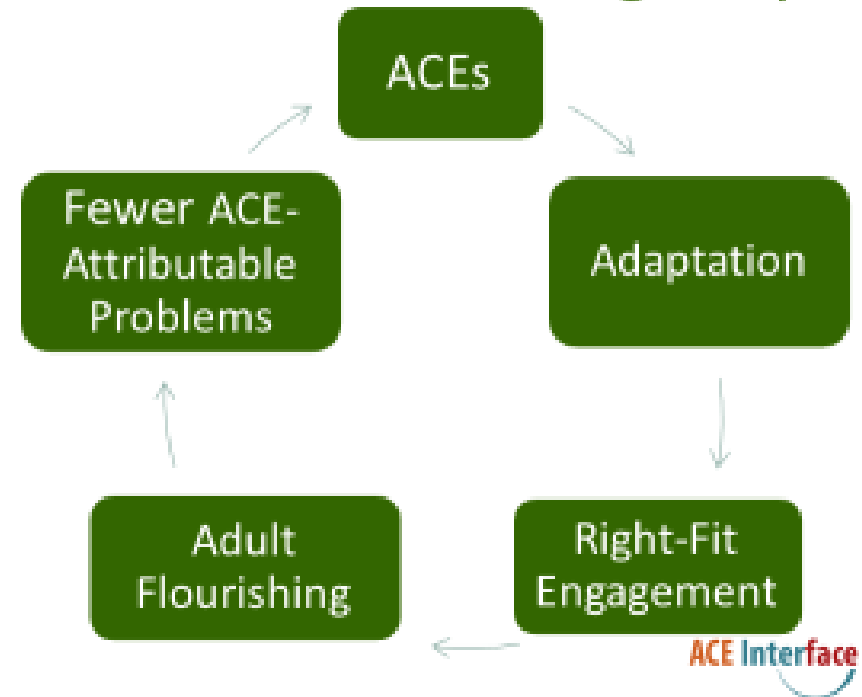 ACEs
Adaptation
Right-Fit
Engagement
Adult
Flourishing
Fewer ACE-
Attributable
Problems
ACE Interface